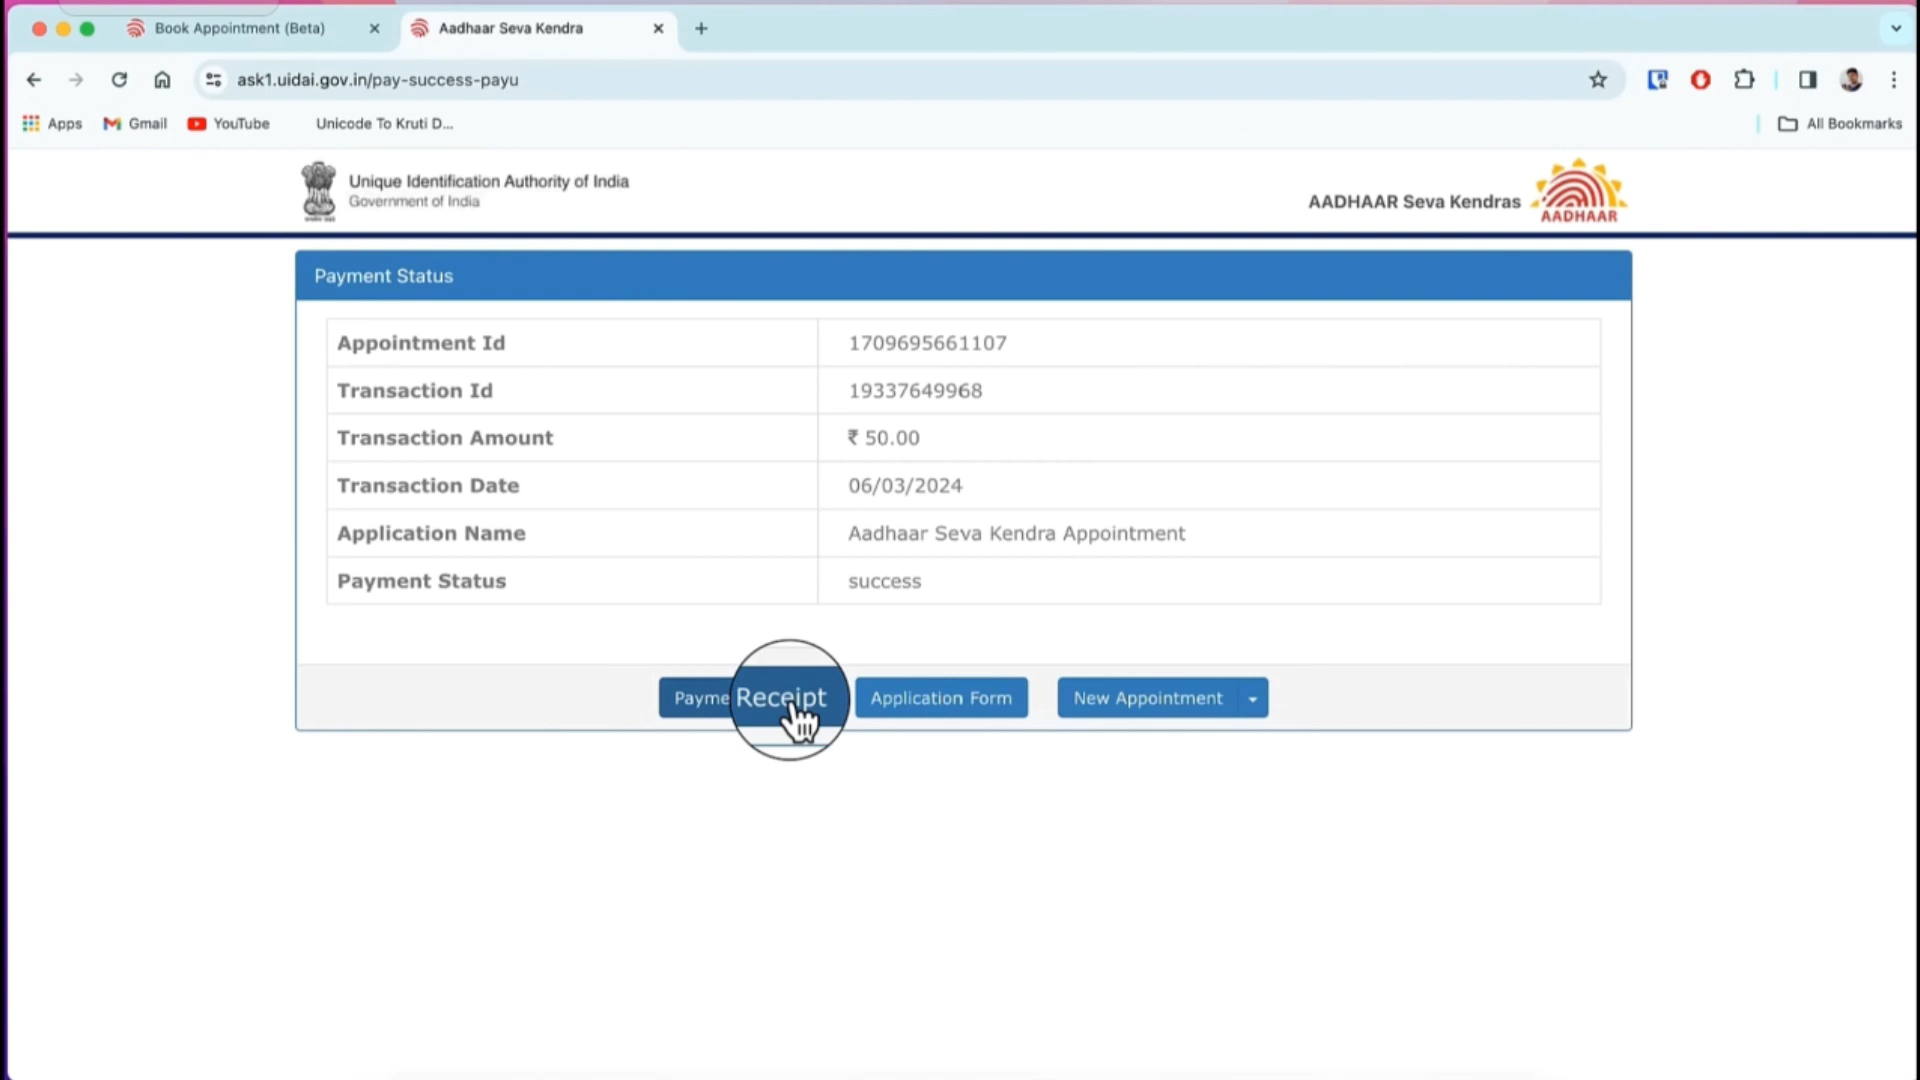 Book Appointment (Beta)
Aadhaar Seva Kendra
ask1.uidai.gov.in/pay-success-payu
Apps
Gmail
YouTube
Unicode To Kruti D...
All Bookmarks
Unique Identification Authority of India
Government of India
AADHAAR Seva Kendras
AADHAAR
Payment Status
Appointment Id 1709695661107
Transaction Id 19337649968
Transaction Amount ₹ 50.00
Transaction Date 06/03/2024
Application Name Aadhaar Seva Kendra Appointment
Payment Status success
Payme Receipt Application Form New Appointment